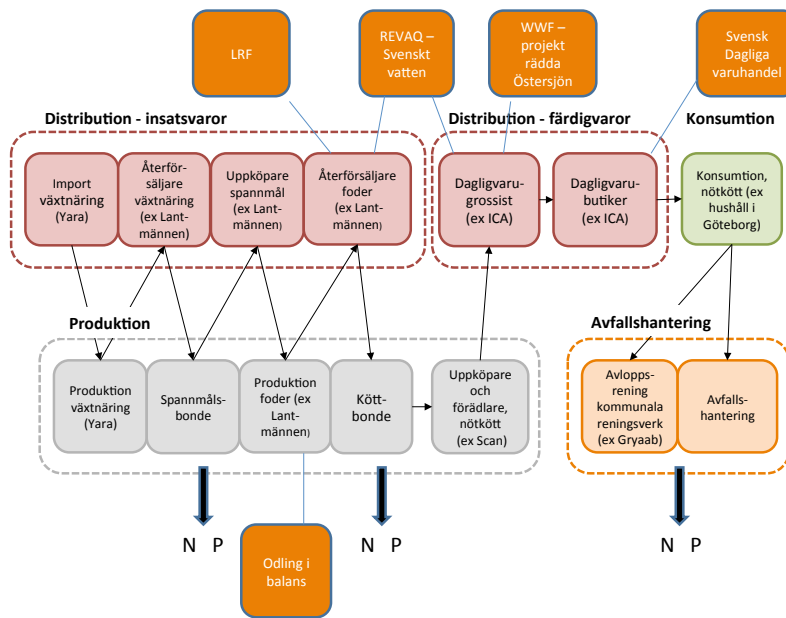 LRF
REVAQ –
Svenskt
vatten
WWF –
projekt
rädda
Östersjön
Svensk
Dagliga
varuhandel
Distribution - insatsvaror
Distribution - färdigvaror
Konsumtion
Import
växtnäring
(Yara)
Återför-
säljare
växtnäring
(ex Lant-
männen)
Uppköpare
spannmål
(ex Lant-
männen)
Återförsäljare
foder
(ex Lant-
männen)
Dagligvaru-
grossist
(ex ICA)
Dagligvaru-
butiker
(ex ICA)
Konsumtion,
nötkött (ex
hushåll i
Göteborg)
Produktion
Avfallshantering
Produktion
växtnäring
(Yara)
Spannmåls-
bonde
Produktion
foder (ex
Lant-
männen)
Kött-
bonde
Uppköpare
och
förädlare,
nötkött
(ex Scan)
Avlopps-
rening
kommunala
reningsverk
(ex Gryaab)
Avfalls-
hantering
N P
N P
N P
Odling i
balans